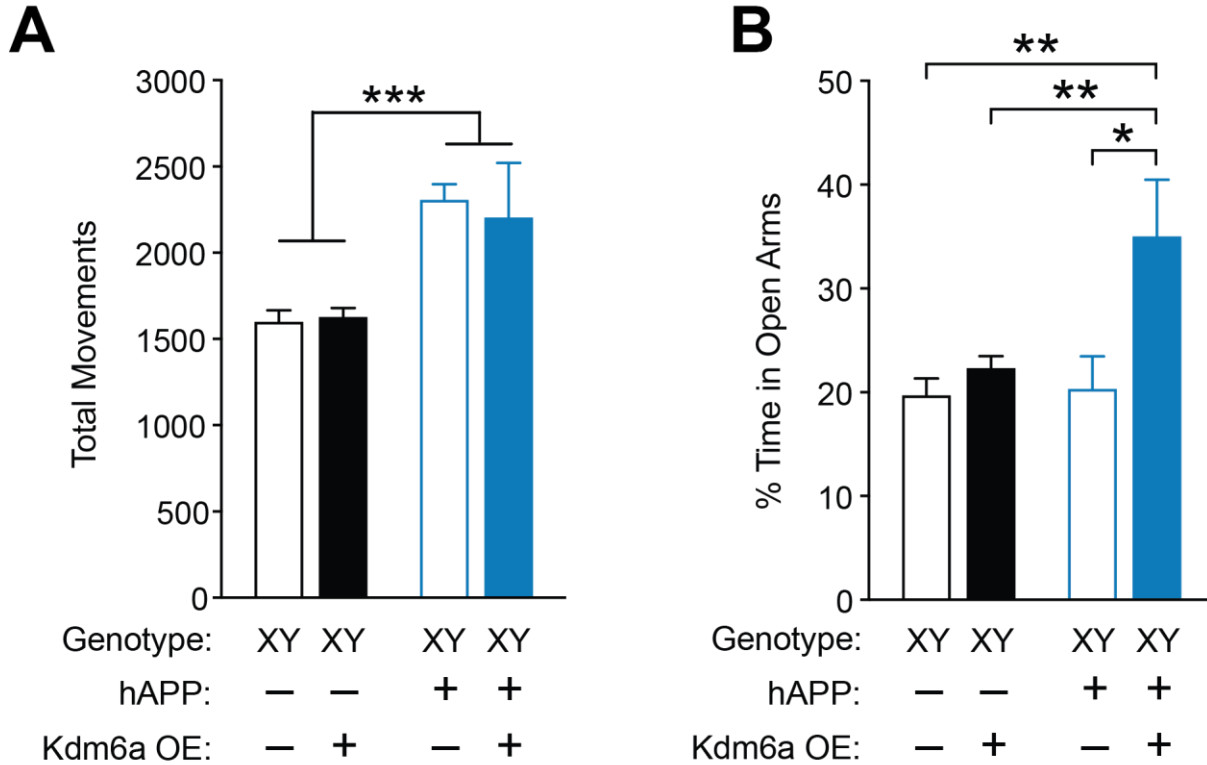 A
3000
2500
2000
1500
1000
500
0
Total Movements
***
Genotype: XY XY XY XY
hAPP: – – + +
Kdm6a OE: – + – +
B
50
40
30
20
10
0
% Time in Open Arms
**
**
*
Genotype: XY XY XY XY
hAPP: – – + +
Kdm6a OE: – + – +